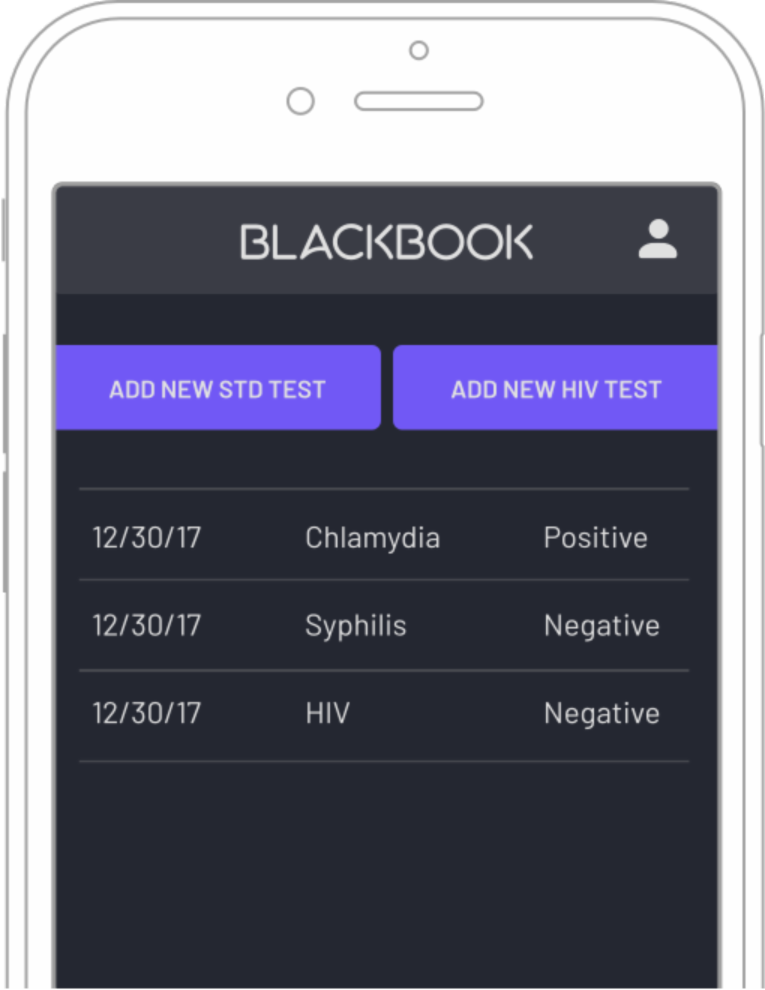 BLACKBOOK
ADD NEW STD TEST ADD NEW HIV TEST
12/30/17 Chlamydia Positive
12/30/17 Syphilis Negative
12/30/17 HIV Negative